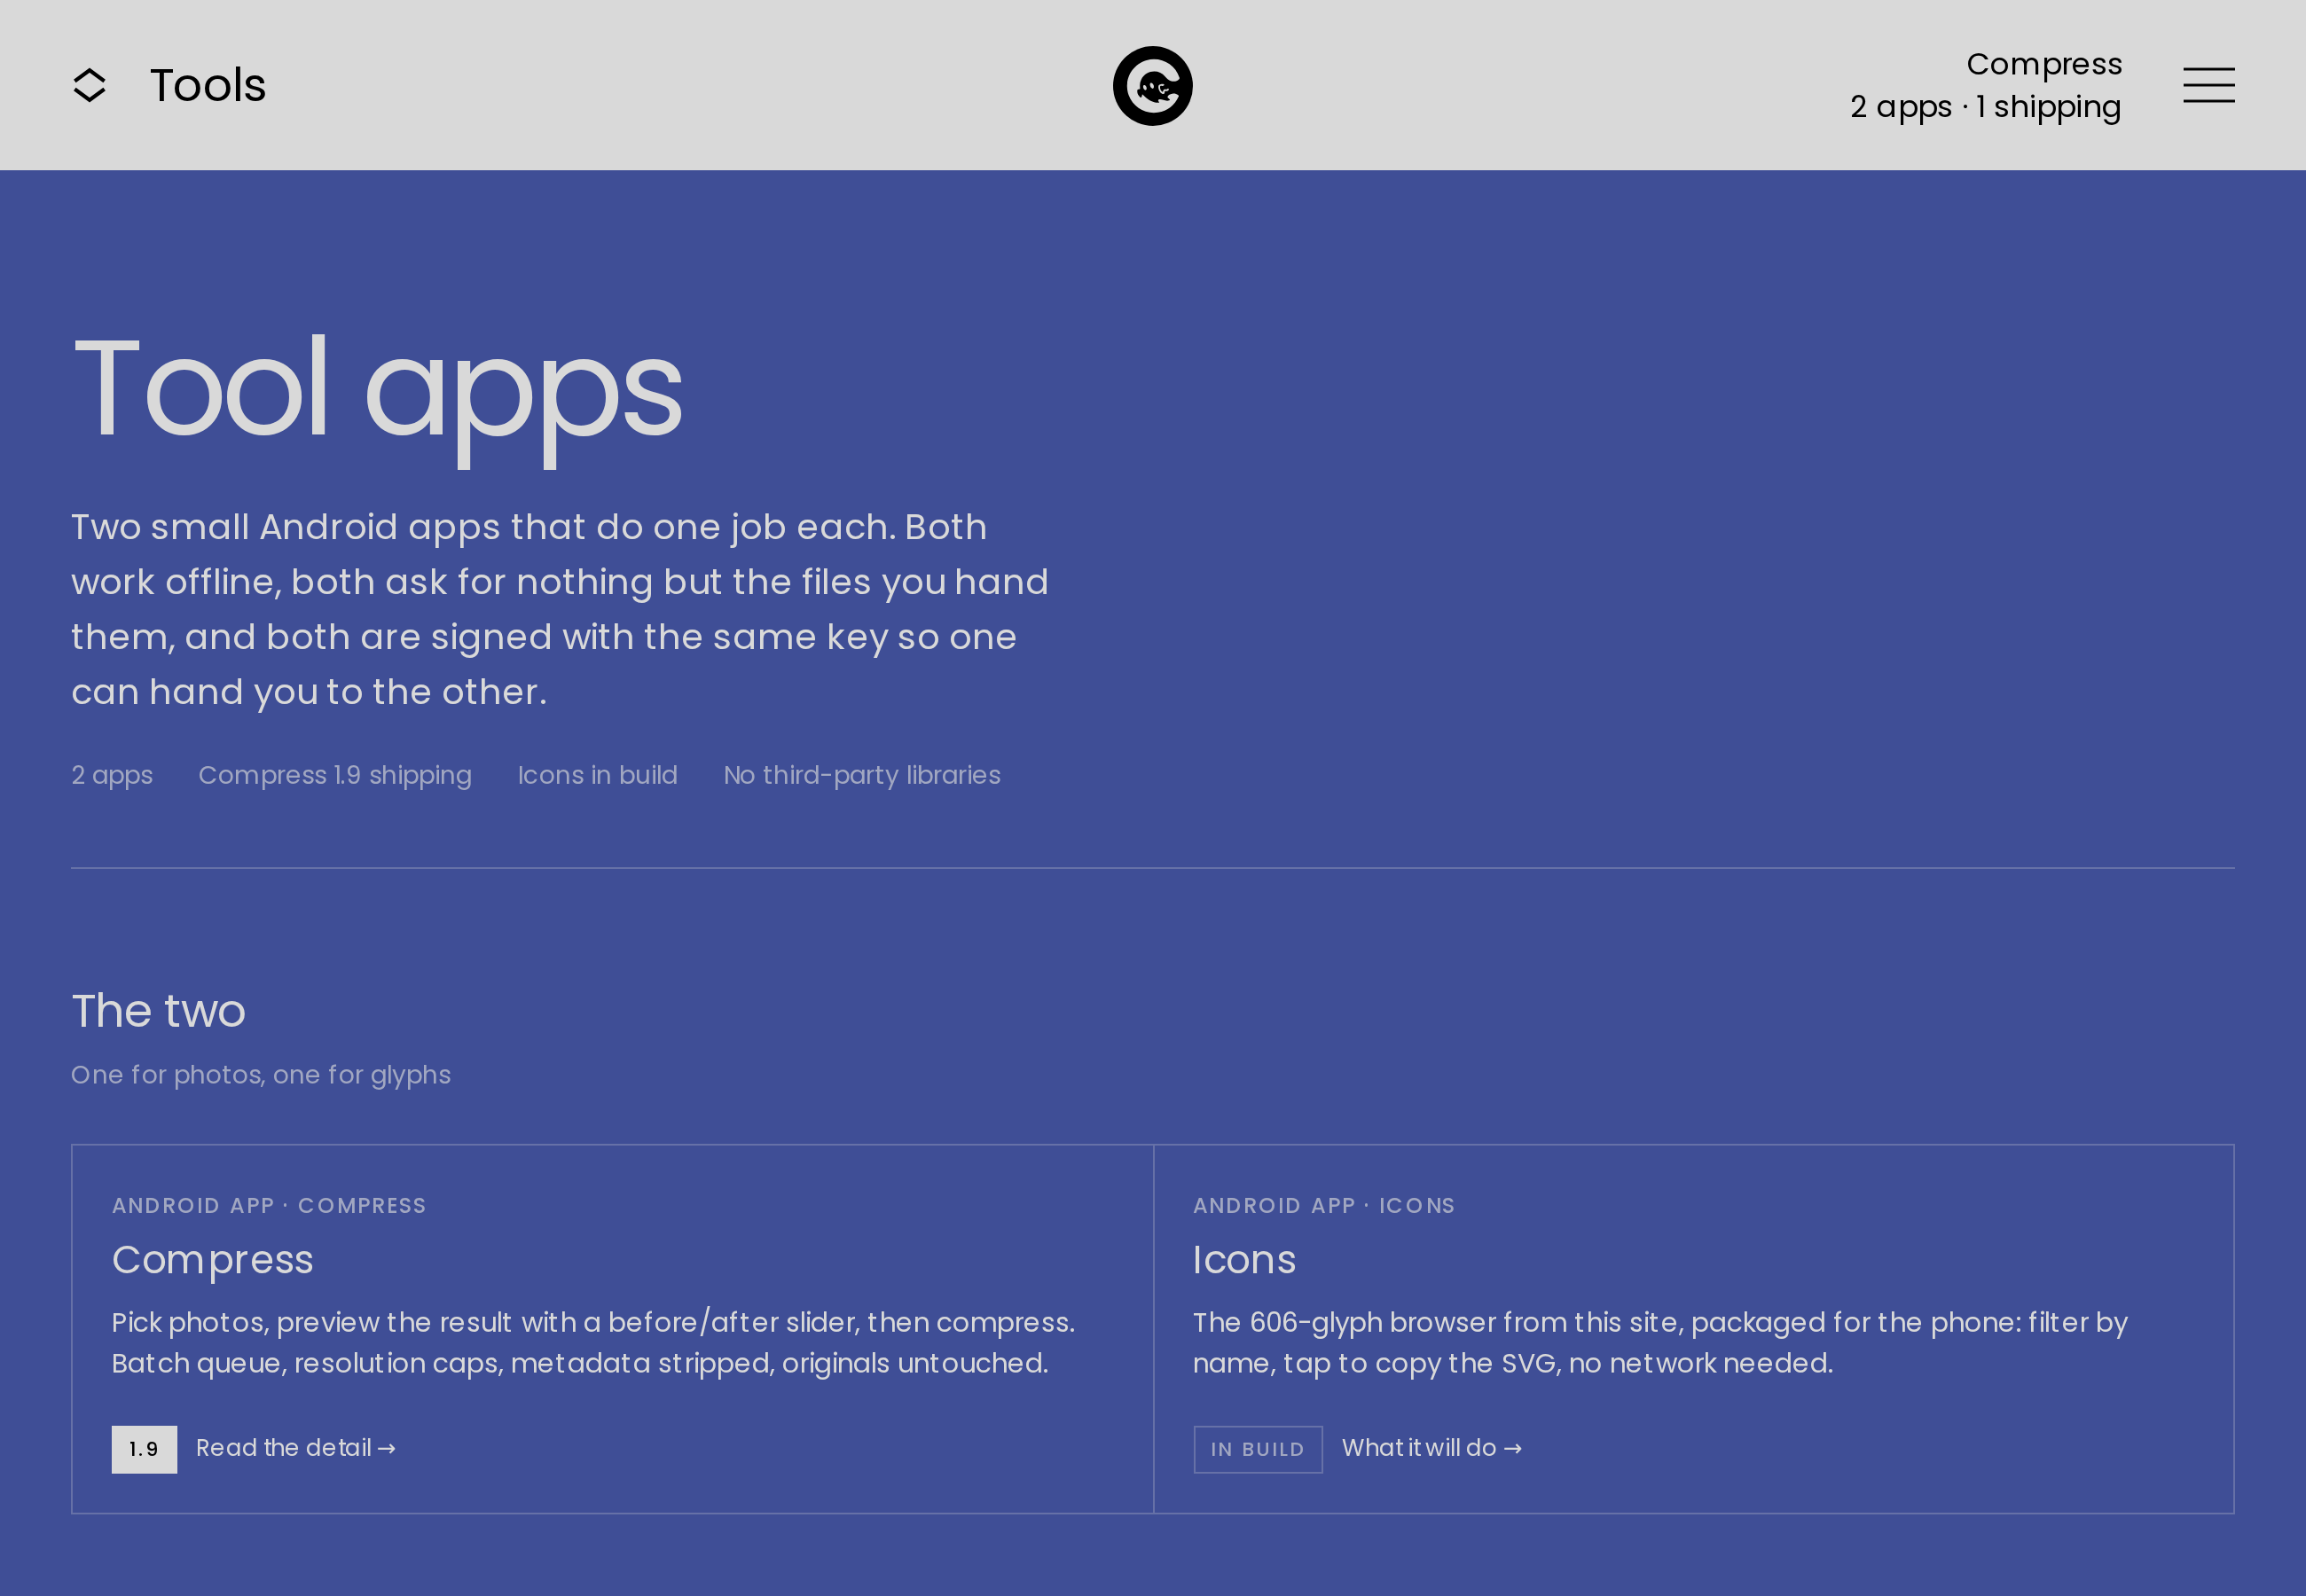 Tools
Compress
2 apps · 1 shipping
Tool apps
Two small Android apps that do one job each. Both
work offline, both ask for nothing but the files you hand
them, and both are signed with the same key so one
can hand you to the other.
2 apps
Compress 1.9 shipping
Icons in build
No third-party libraries
The two
One for photos, one for glyphs
ANDROID APP · COMPRESS
Compress
Pick photos, preview the result with a before/after slider, then compress.
Batch queue, resolution caps, metadata stripped, originals untouched.
1.9
Read the detail →
ANDROID APP · ICONS
Icons
The 606-glyph browser from this site, packaged for the phone: filter by
name, tap to copy the SVG, no network needed.
IN BUILD
What it will do →